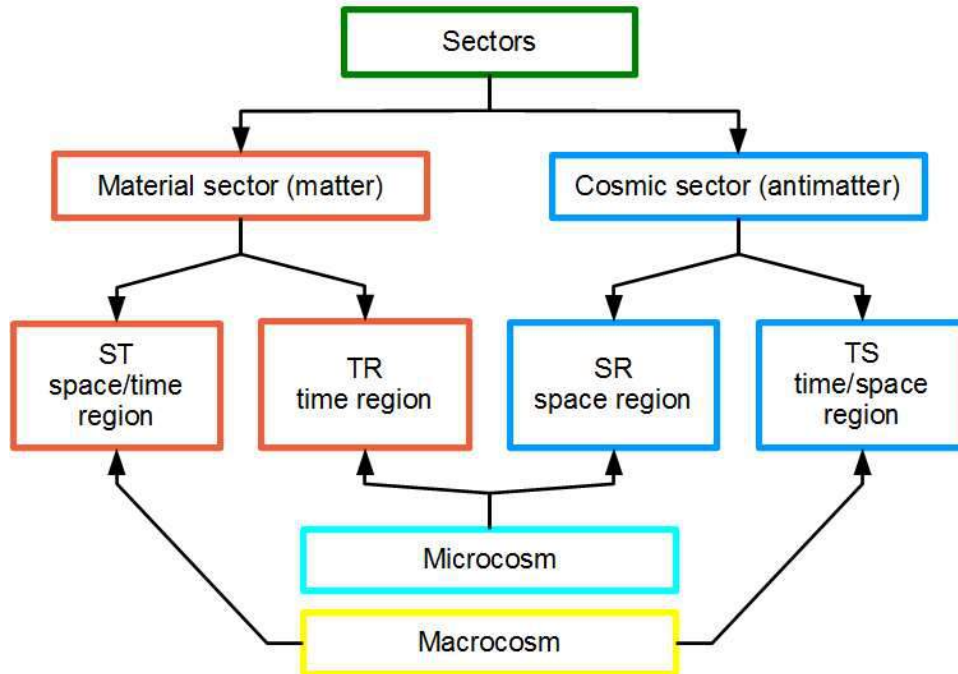 Sectors
Material sector (matter)
Cosmic sector (antimatter)
ST
space/time
region
TR
time region
SR
space region
TS
time/space
region
Microcosm
Macrocosm